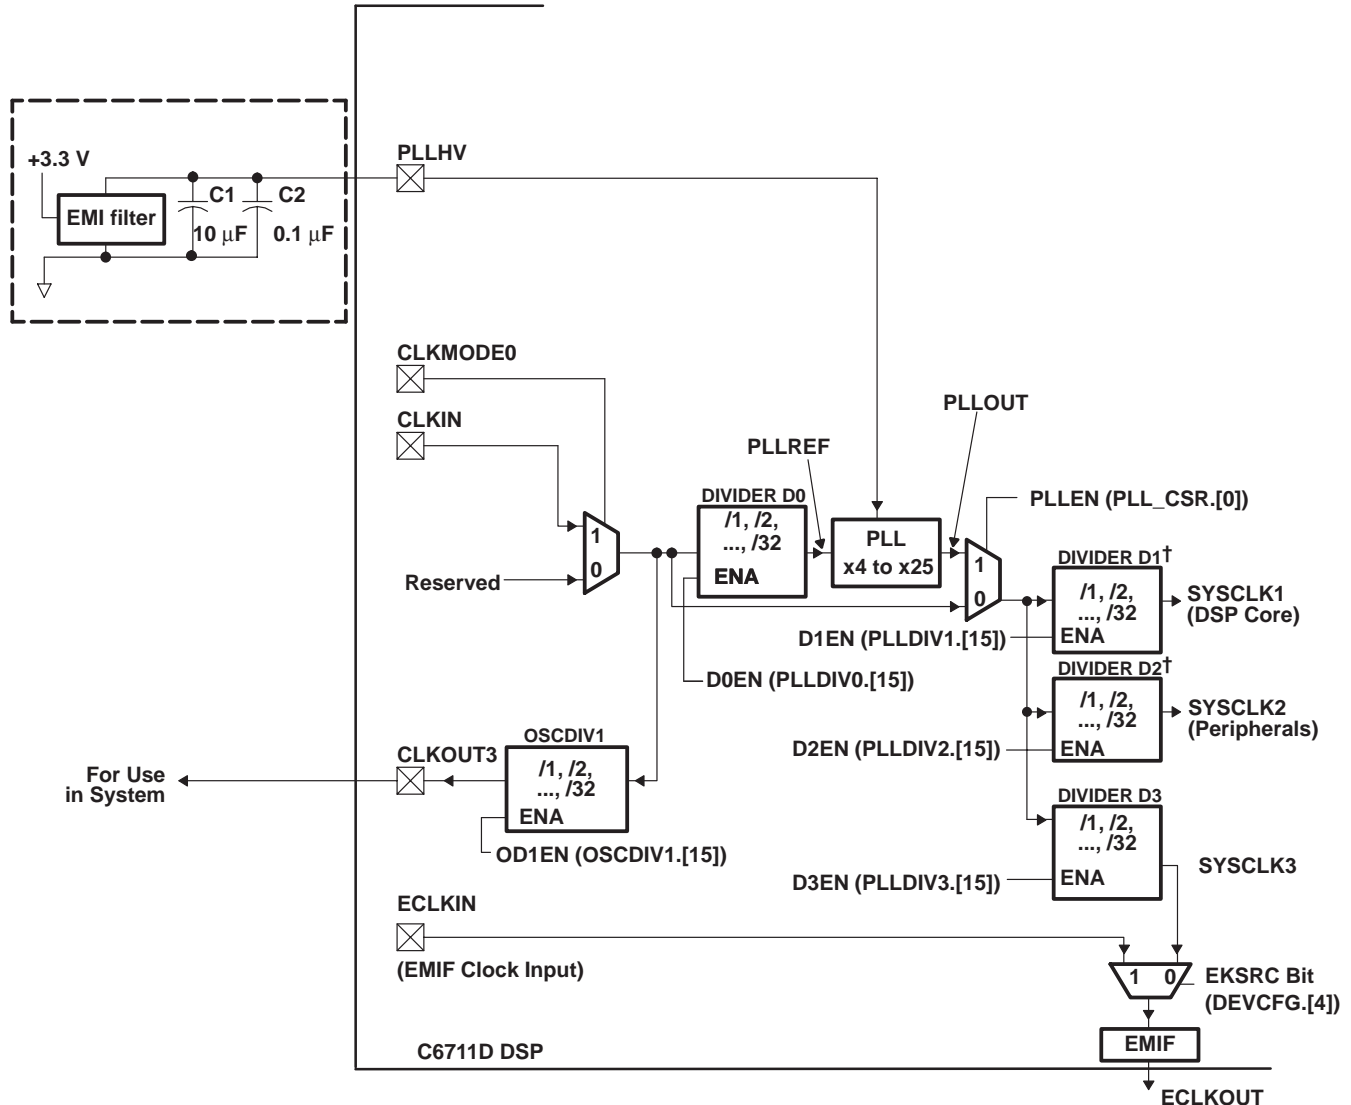 +3.3 V
EMI filter
C1
C2
10 μF
0.1 μF
PLLHV
CLKMODE0
CLKIN
Reserved
1
0
DIVIDER D0
/1, /2,
..., /32
ENA
PLLREF
PLL
x4 to x25
PLLOUT
1
0
PLLEN (PLL_CSR.[0])
DIVIDER D1†
/1, /2,
..., /32
ENA
SYSCLK1
(DSP Core)
D1EN (PLLDIV1.[15])
D0EN (PLLDIV0.[15])
DIVIDER D2†
/1, /2,
..., /32
ENA
SYSCLK2
(Peripherals)
D2EN (PLLDIV2.[15])
For Use
in System
CLKOUT3
OSCDIV1
/1, /2,
..., /32
ENA
OD1EN (OSCDIV1.[15])
DIVIDER D3
/1, /2,
..., /32
ENA
SYSCLK3
D3EN (PLLDIV3.[15])
ECLKIN
(EMIF Clock Input)
1 0
EKSRC Bit
(DEVCFG.[4])
EMIF
C6711D DSP
ECLKOUT